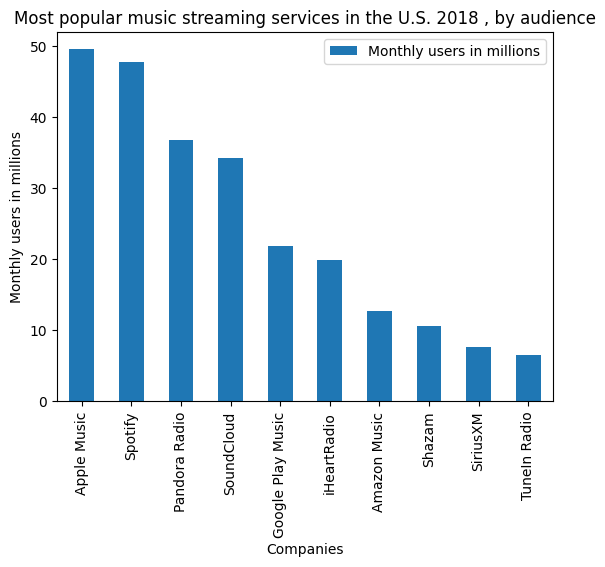 Most popular music streaming services in the U.S. 2018 , by audience
Monthly users in millions
Monthly users in millions
50
40
30
20
10
0
Apple Music
Spotify
Pandora Radio
SoundCloud
Google Play Music
iHeartRadio
Amazon Music
Shazam
SiriusXM
TuneIn Radio
Companies